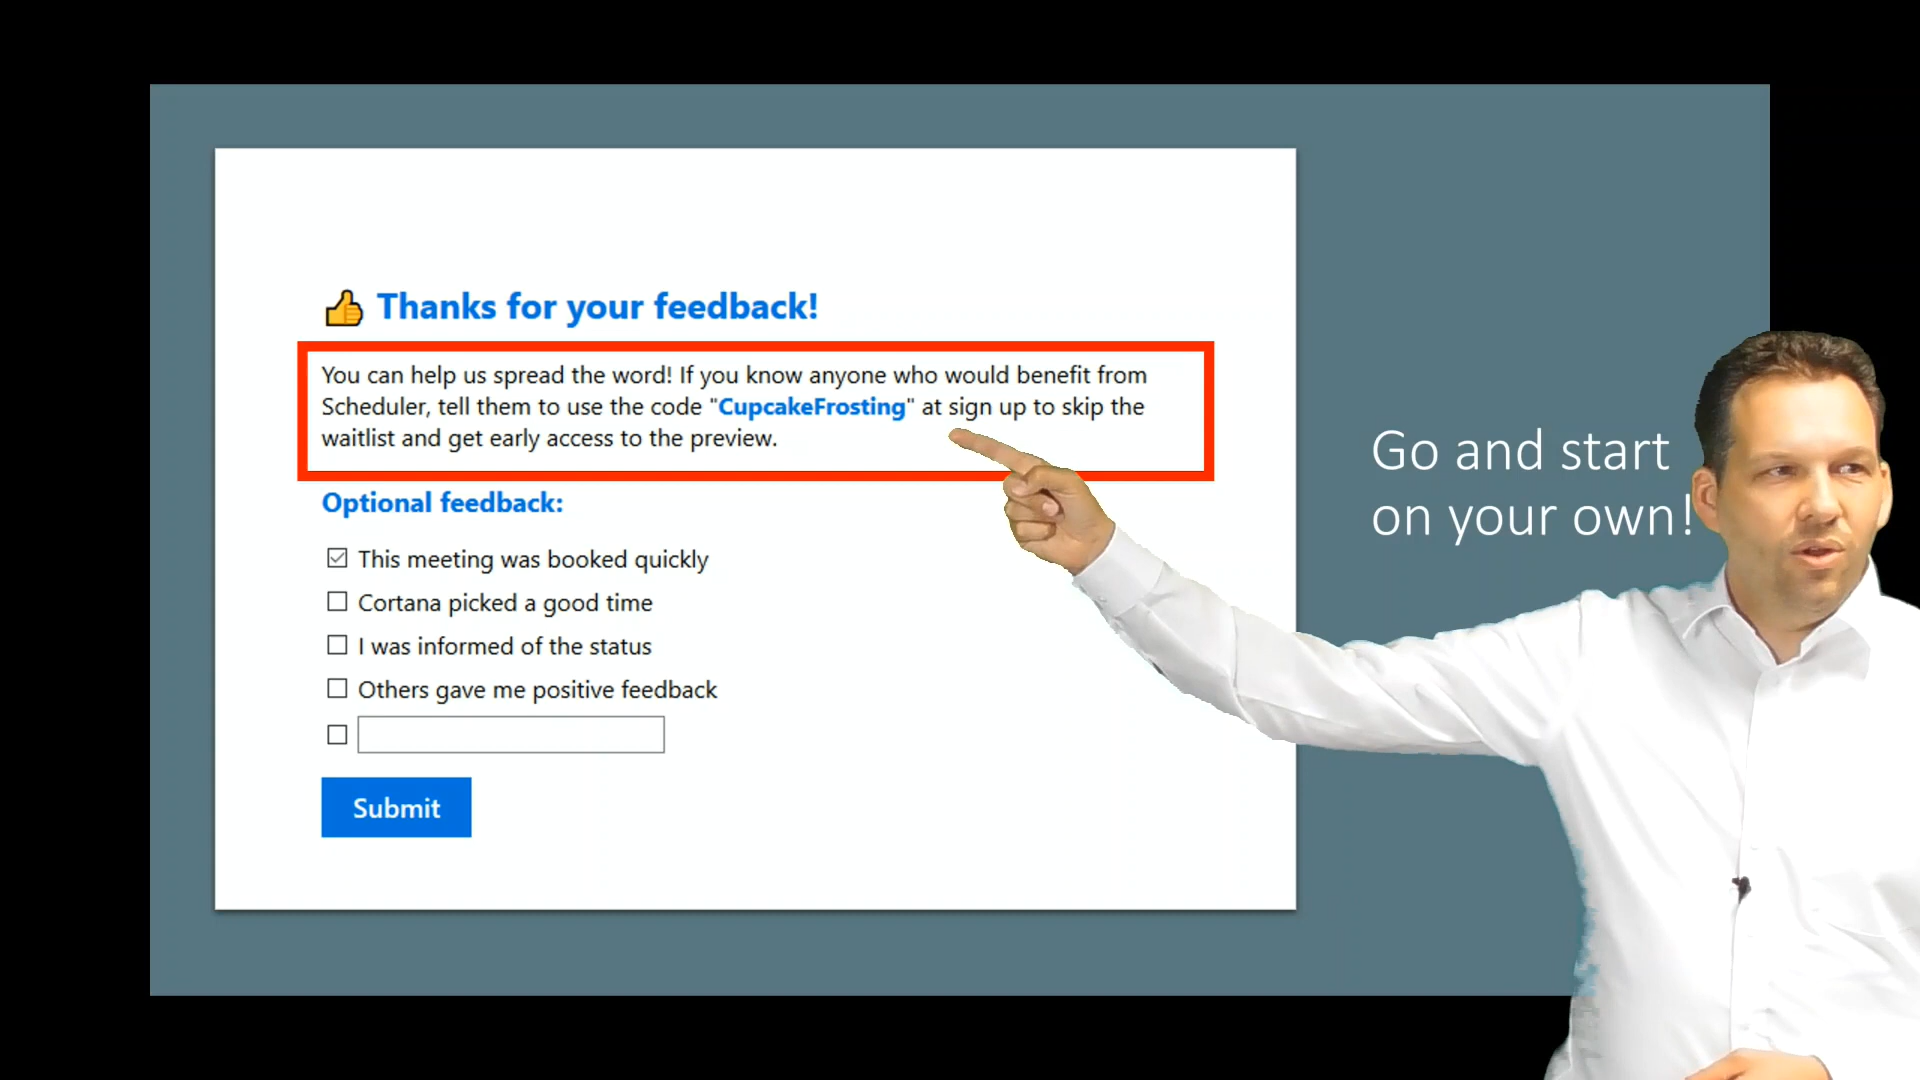 Thanks for your feedback!
You can help us spread the word! If you know anyone who would benefit from
Scheduler, tell them to use the code "CupcakeFrosting" at sign up to skip the
waitlist and get early access to the preview.
Optional feedback:
This meeting was booked quickly
Cortana picked a good time
I was informed of the status
Others gave me positive feedback
Submit
Go and start
on your own!